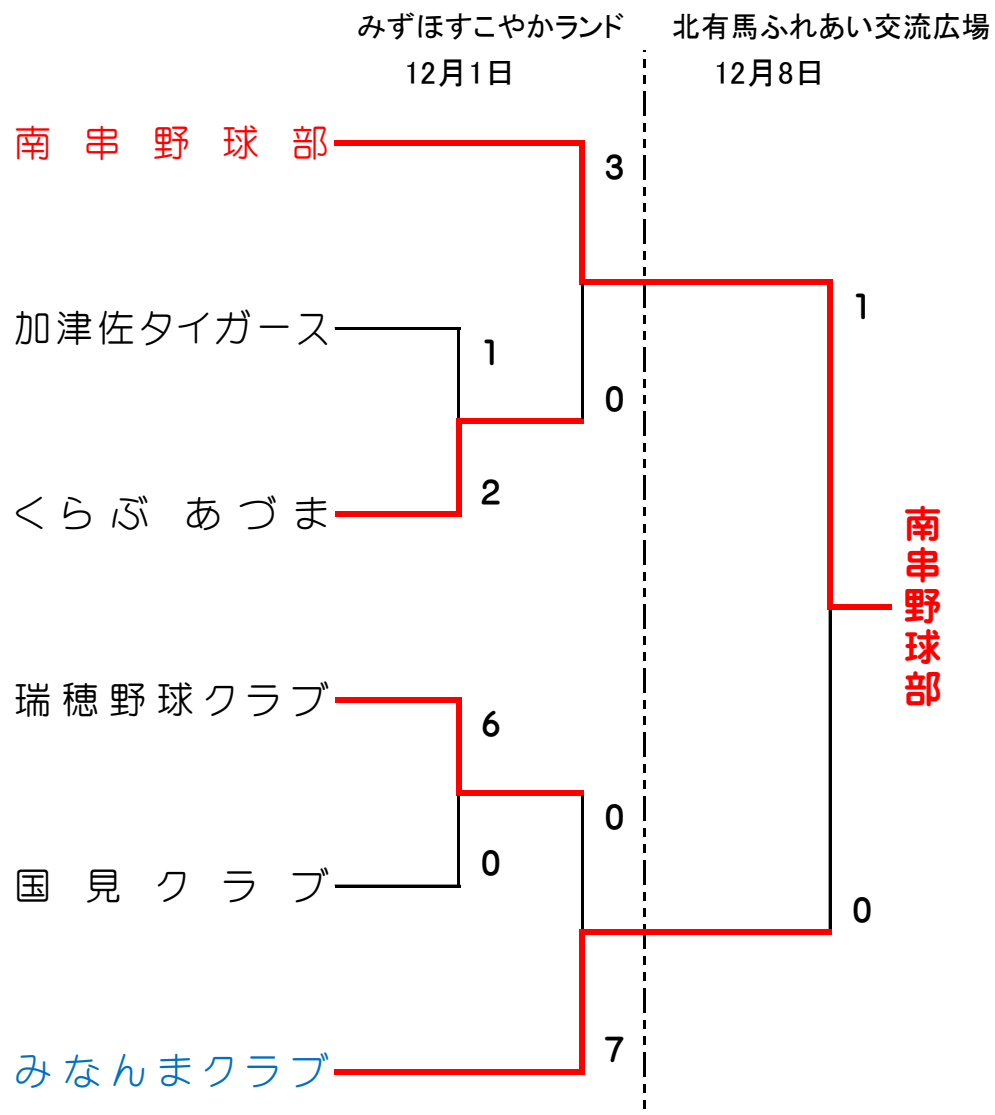 みずほすこやかランド 北有馬ふれあい交流広場
12月1日 12月8日
南串野球部
3
1
加津佐タイガース
1
0
2
くらぶ あづま
南串野球部
瑞穂野球クラブ
6
0
0
国見クラブ
0
7
みなんまクラブ